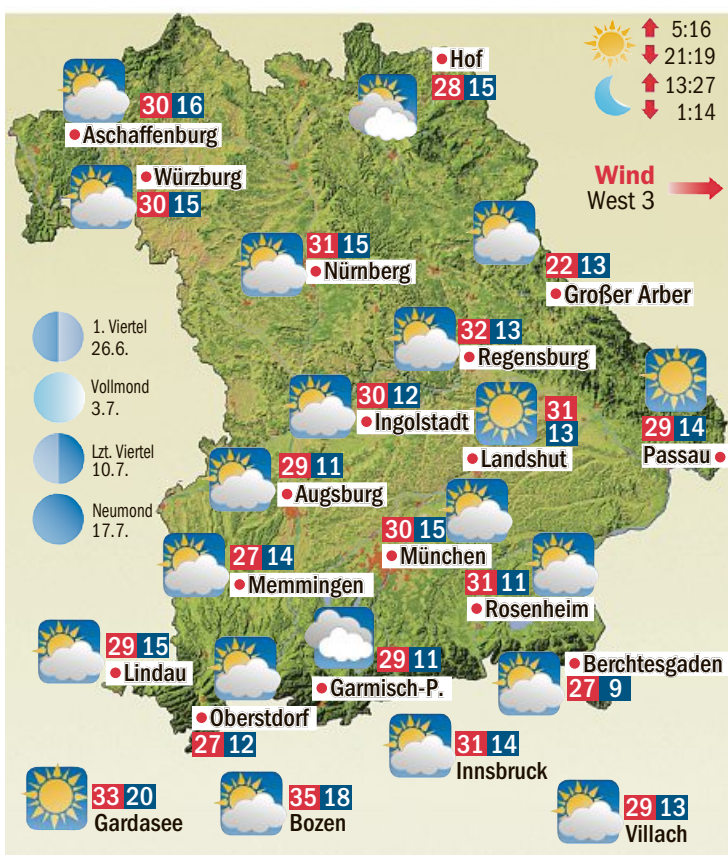 5:16
21:19
13:27
1:14
Hof
28 15
30 16
Aschaffenburg
Würzburg
30 15
Wind
West 3
31 15
Nürnberg
22 13
Großer Arber
1. Viertel
26.6.
Vollmond
3.7.
Lzt. Viertel
10.7.
Neumond
17.7.
32 13
Regensburg
30 12
Ingolstadt
31
13
Landshut
29 14
Passau
29 11
Augsburg
30 15
München
27 14
Memmingen
31 11
Rosenheim
29 15
Lindau
29 11
Garmisch-P.
Berchtesgaden
27 9
Oberstdorf
27 12
31 14
Innsbruck
33 20
Gardasee
35 18
Bozen
29 13
Villach